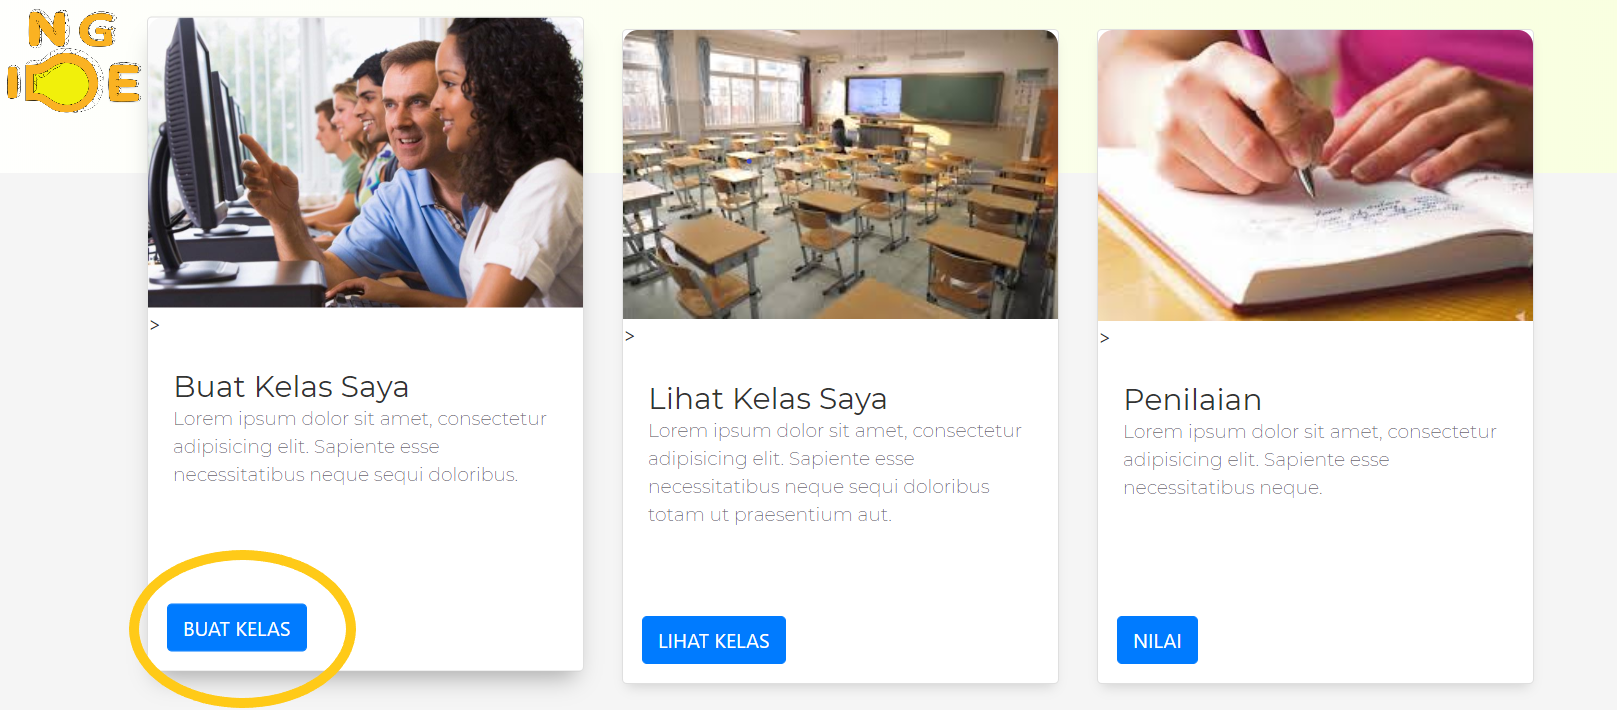 NG
IDE
>
Buat Kelas Saya
Lorem ipsum dolor sit amet, consectetur
adipisicing elit. Sapiente esse
necessitatibus neque sequi doloribus.
BUAT KELAS
>
Lihat Kelas Saya
Lorem ipsum dolor sit amet, consectetur
adipisicing elit. Sapiente esse
necessitatibus neque sequi doloribus
totam ut praesentium aut.
LIHAT KELAS
>
Penilaian
Lorem ipsum dolor sit amet, consectetur
adipisicing elit. Sapiente esse
necessitatibus neque.
NILAI